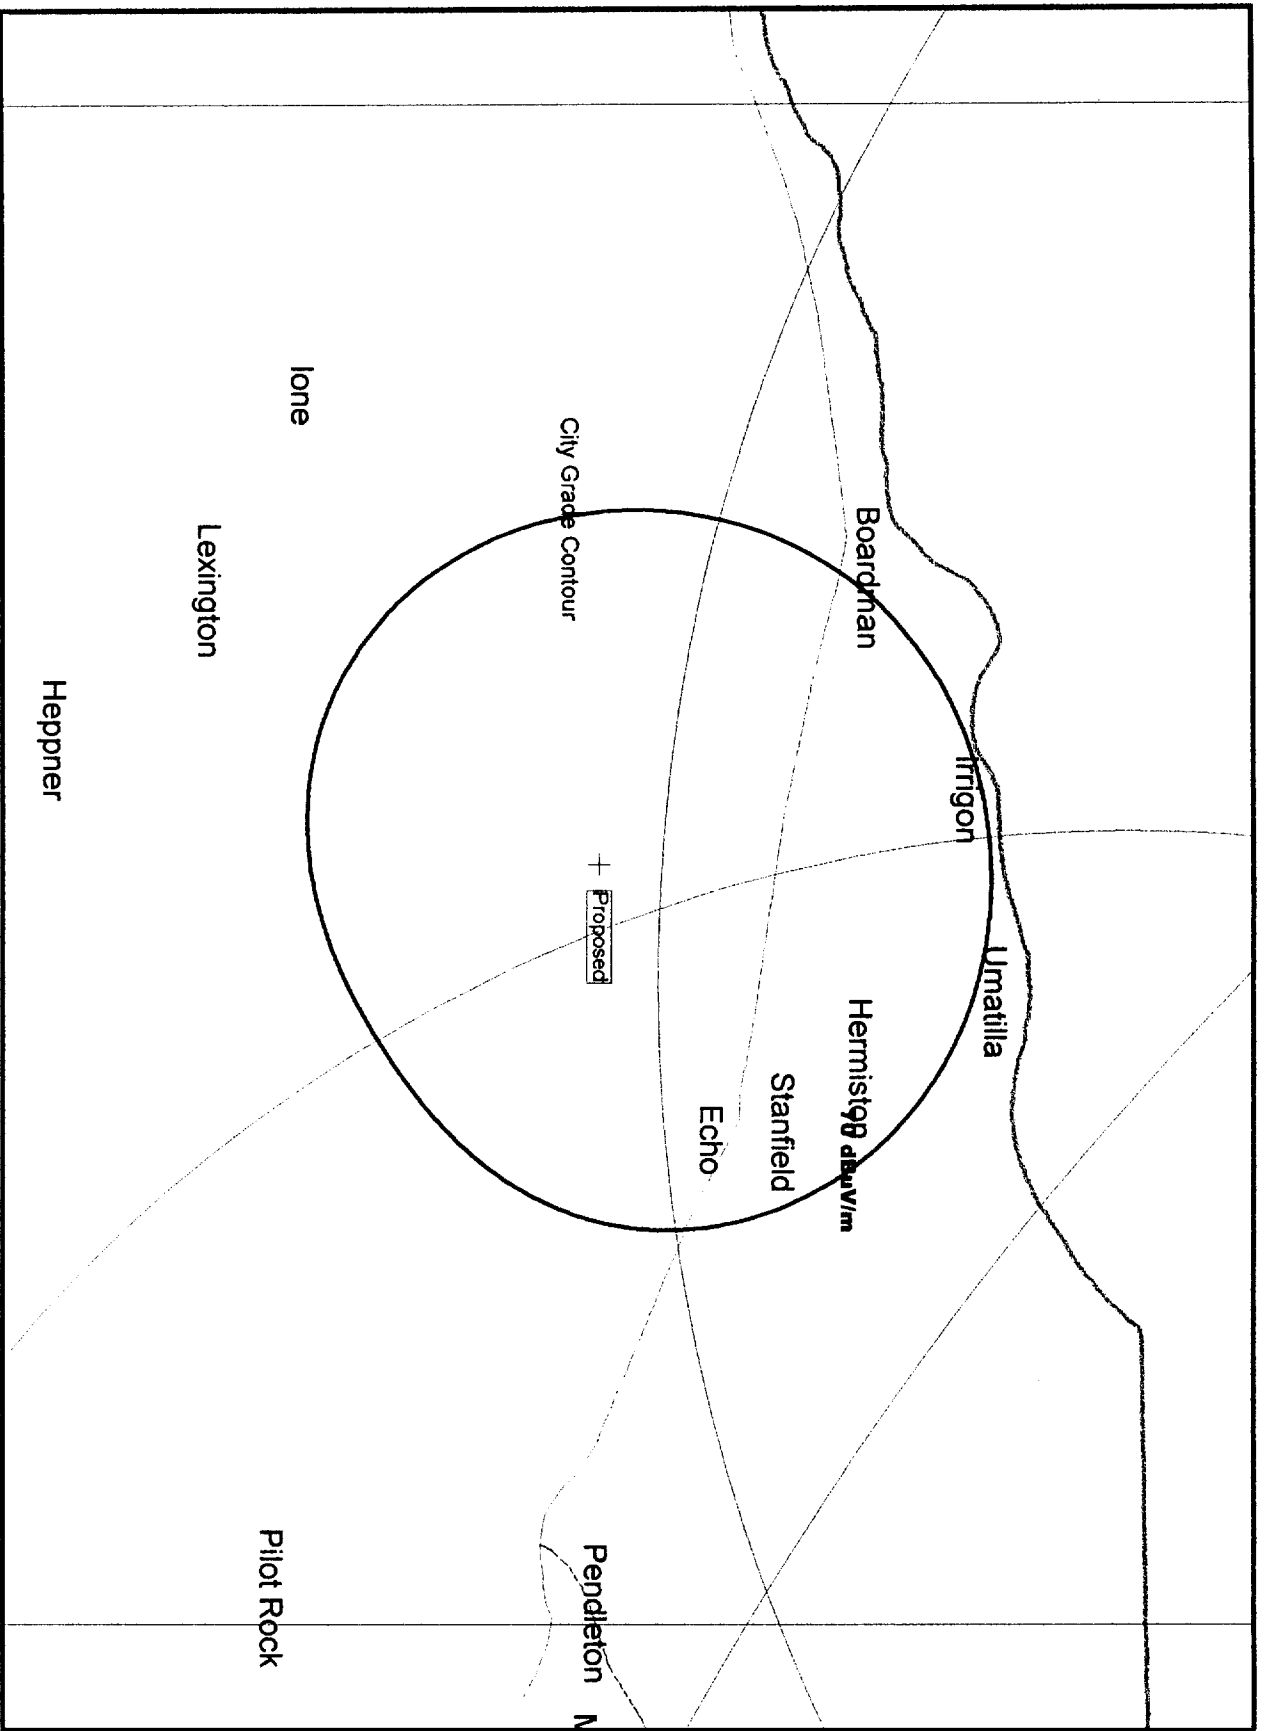 Umatilla
Irrigon
Boardman
Hermiston
70 dBuV/m
Stanfield
Echo
Proposed
Pendleton
City Grade Contour
Ione
Pilot Rock
Lexington
Heppner